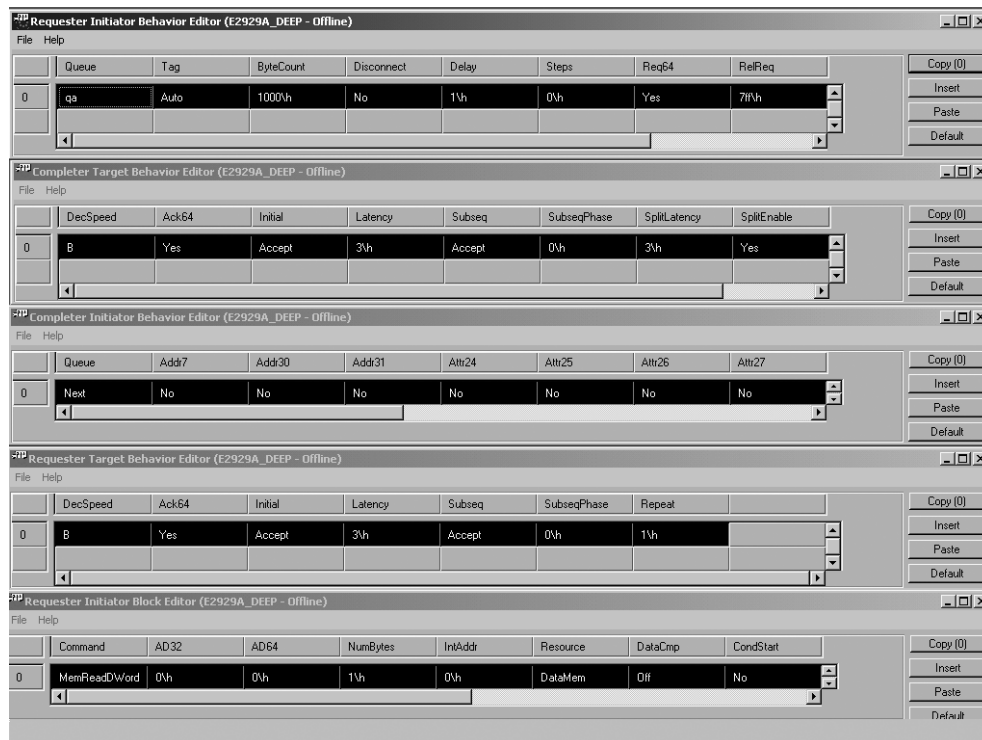 Requester Initiator Behavior Editor (E2929A_DEEP - Offline)
File Help
Queue Tag ByteCount Disconnect Delay Steps Req64 RelReq
0 qa Auto 1000\h No 1\h 0\h Yes 7ff\h
Copy (0)
Insert
Paste
Default
Completer Target Behavior Editor (E2929A_DEEP - Offline)
File Help
DecSpeed Ack64 Initial Latency Subseq SubseqPhase SplitLatency SplitEnable
0 B Yes Accept 3\h Accept 0\h 3\h Yes
Copy (0)
Insert
Paste
Default
Completer Initiator Behavior Editor (E2929A_DEEP - Offline)
File Help
Queue Addr7 Addr30 Addr31 Attr24 Attr25 Attr26 Attr27
0 Next No No No No No No No
Copy (0)
Insert
Paste
Default
Requester Target Behavior Editor (E2929A_DEEP - Offline)
File Help
DecSpeed Ack64 Initial Latency Subseq SubseqPhase Repeat
0 B Yes Accept 3\h Accept 0\h 1\h
Copy (0)
Insert
Paste
Default
Requester Initiator Block Editor (E2929A_DEEP - Offline)
File Help
Command AD32 AD64 NumBytes IntAddr Resource DataCmp CondStart
0 MemReadDWord 0\h 0\h 1\h 0\h DataMem Off No
Copy (0)
Insert
Paste
Default